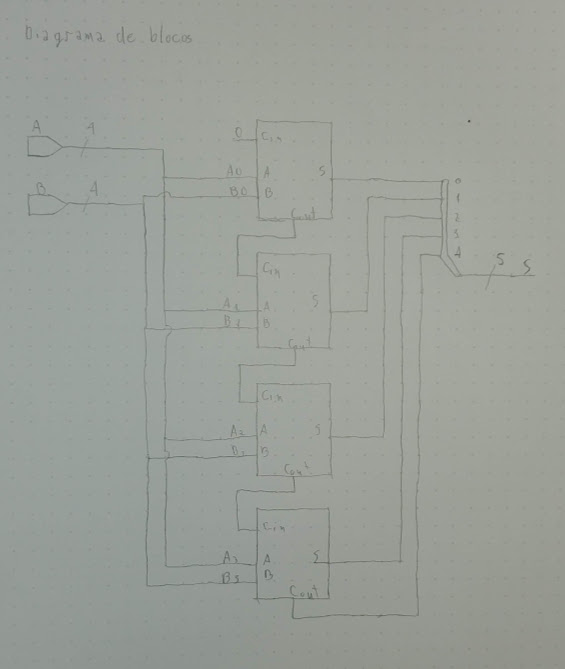 Diagrama de blocos
A 4
B 4
0 Cin
A0 A S
B0 B
Cout
0
1
2
3
4
5 S
Cin
A1 A S
B1 B
Cout
Cin
A2 A S
B2 B
Cout
Cin
A3 A S
B3 B
Cout